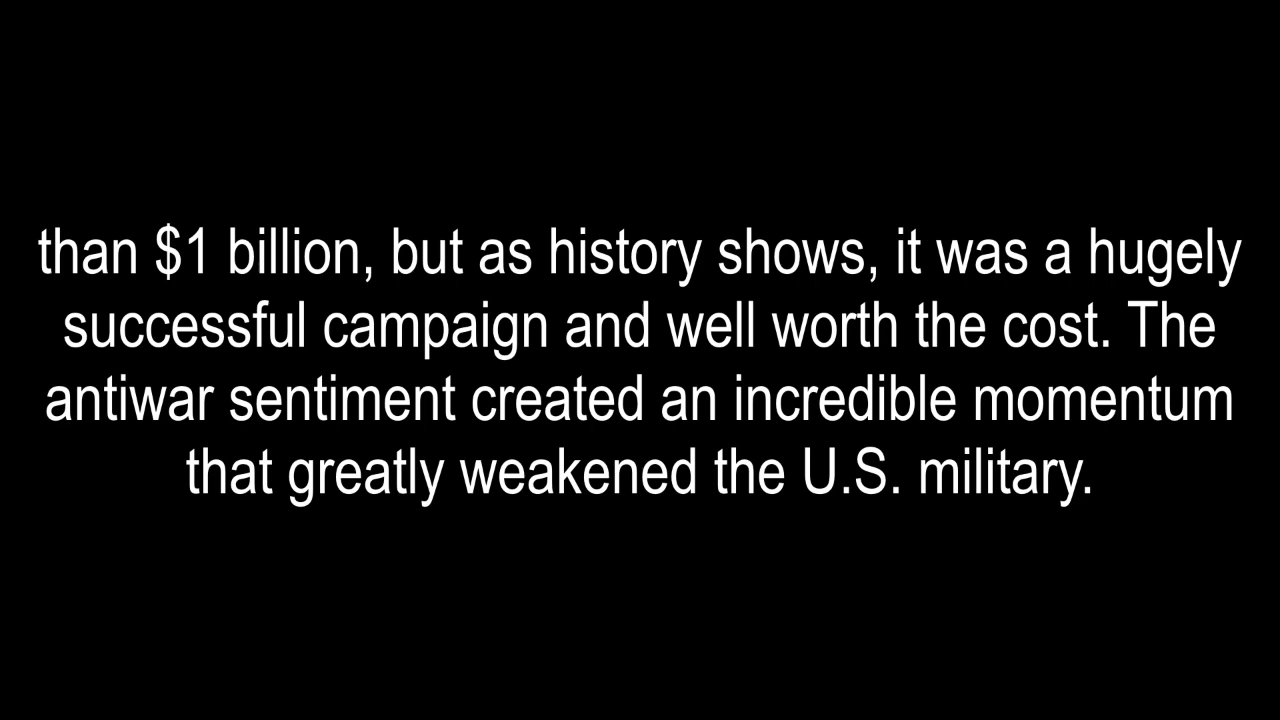 than $1 billion, but as history shows, it was a hugely
successful campaign and well worth the cost. The
antiwar sentiment created an incredible momentum
that greatly weakened the U.S. military.